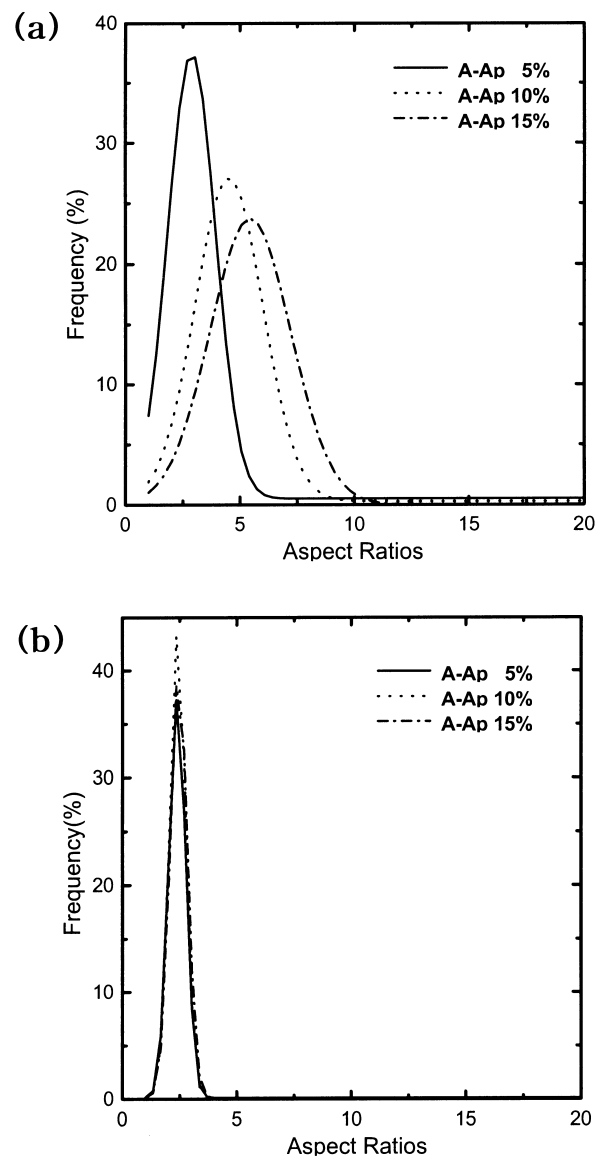 (a)
40
30
20
10
0
Frequency (%)
A-Ap 5%
A-Ap 10%
A-Ap 15%
0 5 10 15 20
Aspect Ratios
(b)
40
30
20
10
0
Frequency(%)
A-Ap 5%
A-Ap 10%
A-Ap 15%
0 5 10 15 20
Aspect Ratios